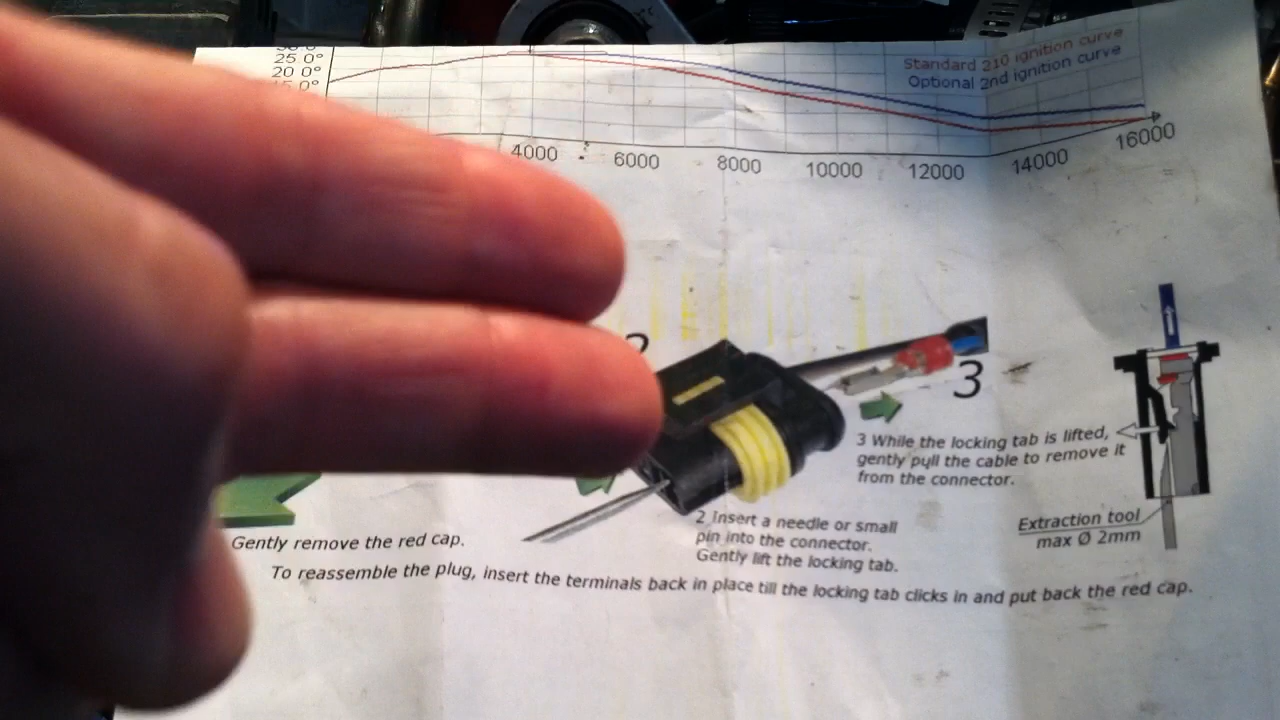 25 0°
20 0°
Standard 210 ignition curve
Optional 2nd ignition curve
4000 6000 8000 10000 12000 14000 16000
3
3 While the locking tab is lifted,
gently pull the cable to remove it
from the connector.
Extraction tool
max Ø 2mm
2 Insert a needle or small
pin into the connector.
Gently lift the locking tab.
Gently remove the red cap.
To reassemble the plug, insert the terminals back in place till the locking tab clicks in and put back the red cap.